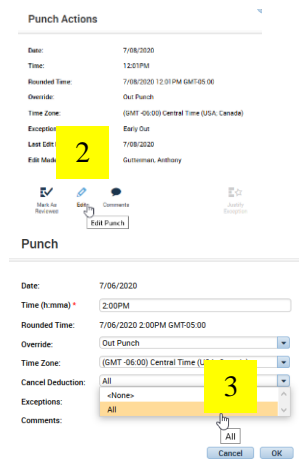 Punch Actions
Date: 7/08/2020
Time: 12:01PM
Rounded Time: 7/08/2020 12:01PM GMT-05:00
Override: Out Punch
Time Zone: (GMT -06:00) Central Time (USA; Canada)
Exception Early Out
Last Edit 7/08/2020
Edit Made Gutterman, Anthony
2
Mark As Reviewed Edit Comments Justify Exception
Edit Punch
Punch
Date: 7/06/2020
Time (h:mma) * 2:00PM
Rounded Time: 7/06/2020 2:00PM GMT-05:00
Override: Out Punch
Time Zone: (GMT -06:00) Central Time
Cancel Deduction: All
<None>
Exceptions: All
3
Comments:
All
Cancel OK